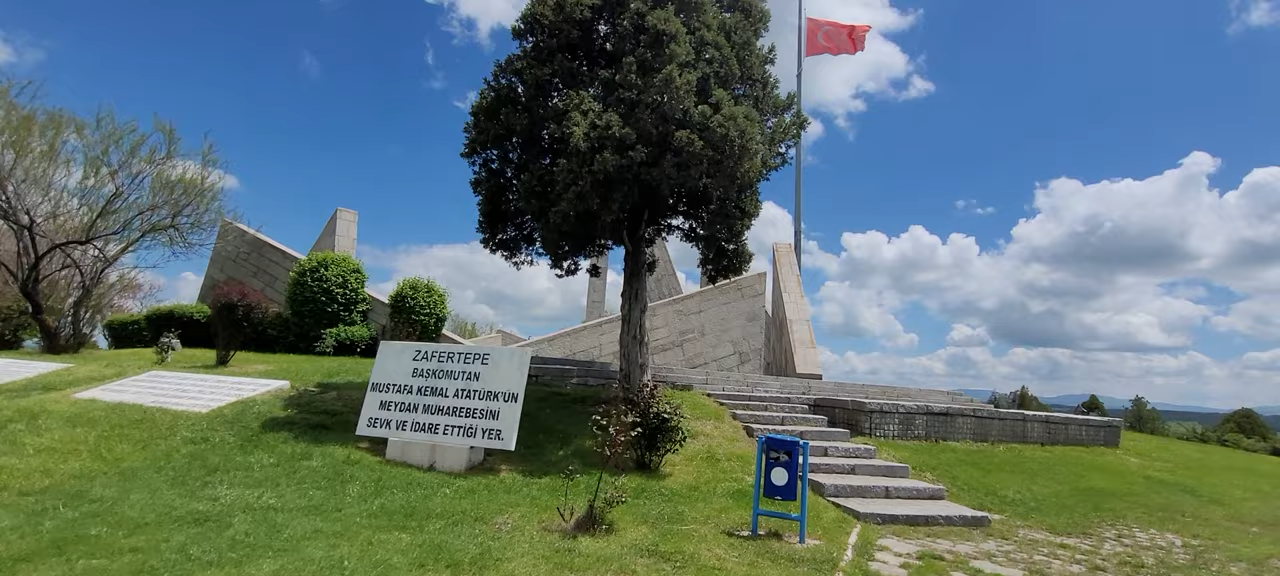 ZAFERTEPE
BAŞKOMUTAN
MUSTAFA KEMAL ATATÜRK'ÜN
MEYDAN MUHAREBESİNİ
SEVK VE İDARE ETTİĞİ YER.